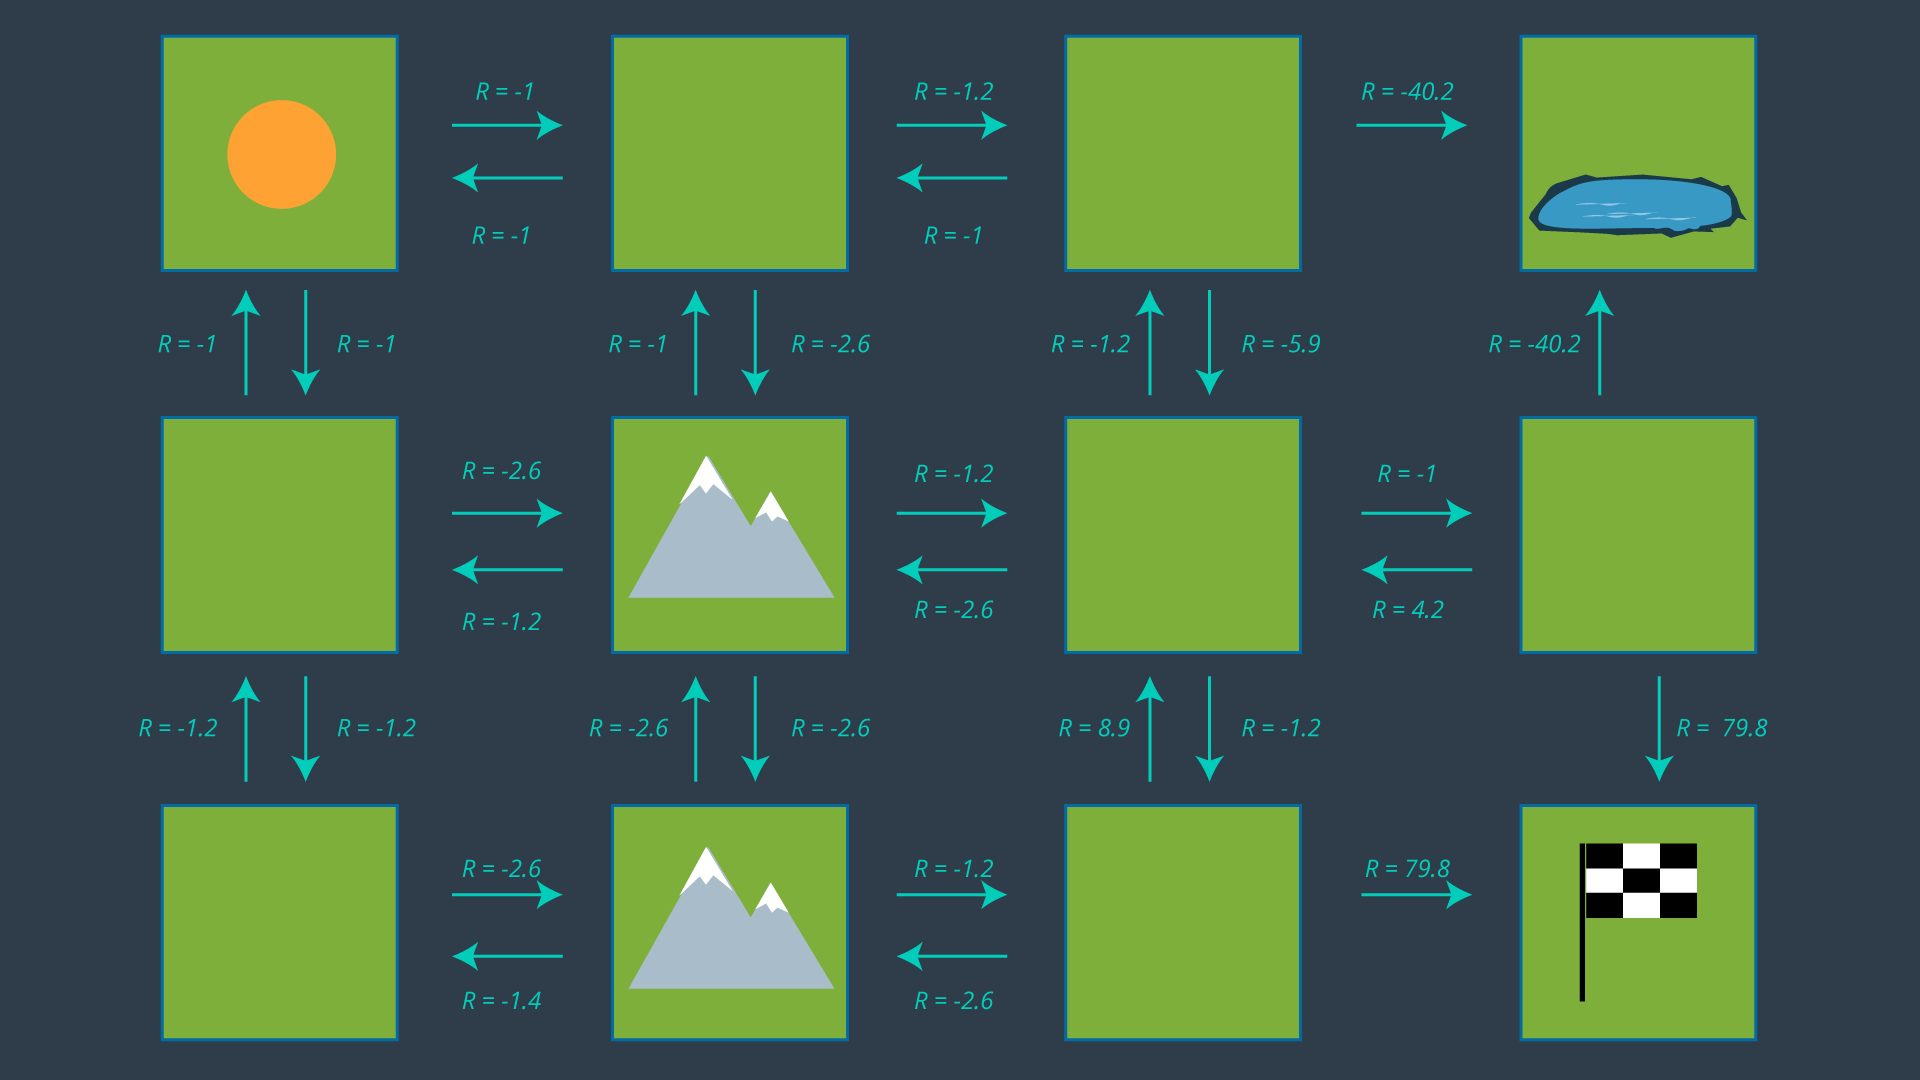 R = -1
R = -1.2
R = -40.2
R = -1
R = -1
R = -1
R = -1
R = -1
R = -2.6
R = -1.2
R = -5.9
R = -40.2
R = -2.6
R = -1.2
R = -1
R = -1.2
R = -2.6
R = 4.2
R = -1.2
R = -1.2
R = -2.6
R = -2.6
R = 8.9
R = -1.2
R = 79.8
R = -2.6
R = -1.2
R = 79.8
R = -1.4
R = -2.6